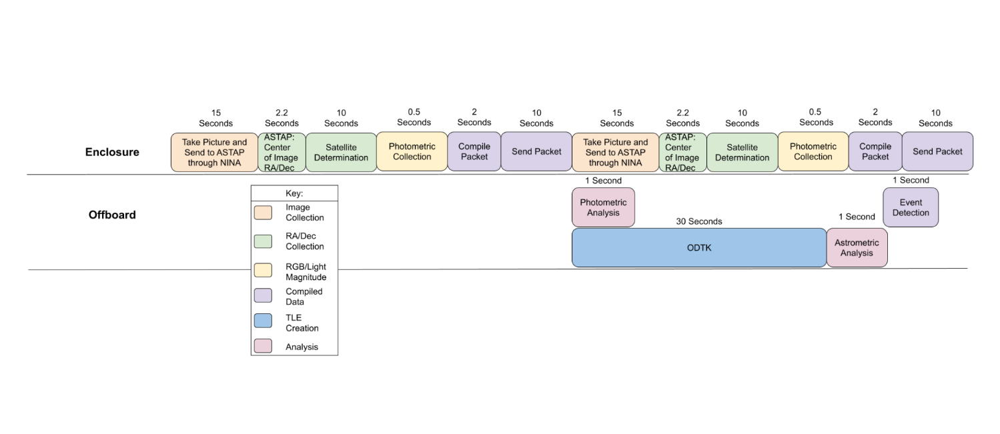 15
Seconds
2.2
Seconds
10
Seconds
0.5
Seconds
2
Seconds
10
Seconds
15
Seconds
2.2
Seconds
10
Seconds
0.5
Seconds
2
Seconds
10
Seconds
Enclosure
Take Picture and
Send to ASTAP
through NINA
ASTAP:
Center
of Image
RA/Dec
Satellite
Determination
Photometric
Collection
Compile
Packet
Send Packet
Take Picture and
Send to ASTAP
through NINA
ASTAP:
Center
of Image
RA/Dec
Satellite
Determination
Photometric
Collection
Compile
Packet
Send Packet
Offboard
1 Second
Photometric
Analysis
30 Seconds
ODTK
1 Second
Astrometric
Analysis
1 Second
Event
Detection
Key:
Image
Collection
RA/Dec
Collection
RGB/Light
Magnitude
Compiled
Data
TLE
Creation
Analysis